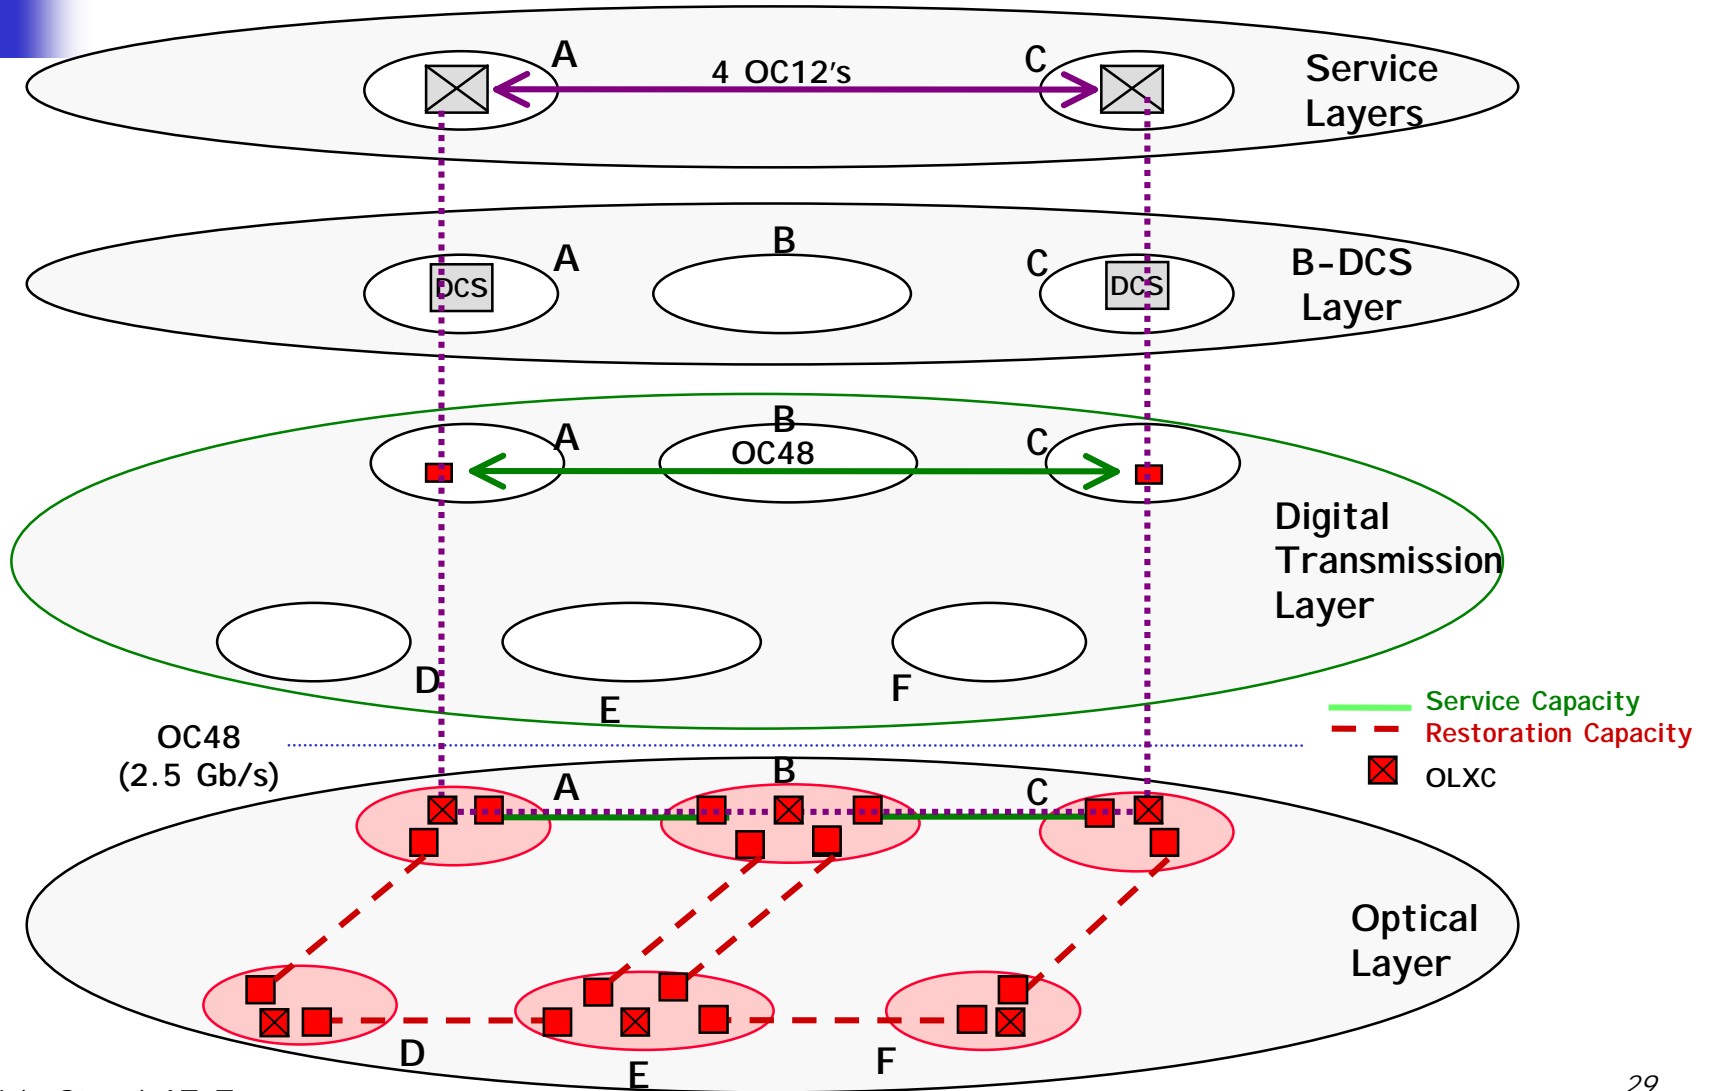 A
4 OC12's
C
Service
Layers
A
B
C
B-DCS
Layer
DCS
DCS
A
B
OC48
C
Digital
Transmission
Layer
D
E
F
Service Capacity
Restoration Capacity
OLXC
OC48
(2.5 Gb/s)
A
B
C
Optical
Layer
D
E
F
29